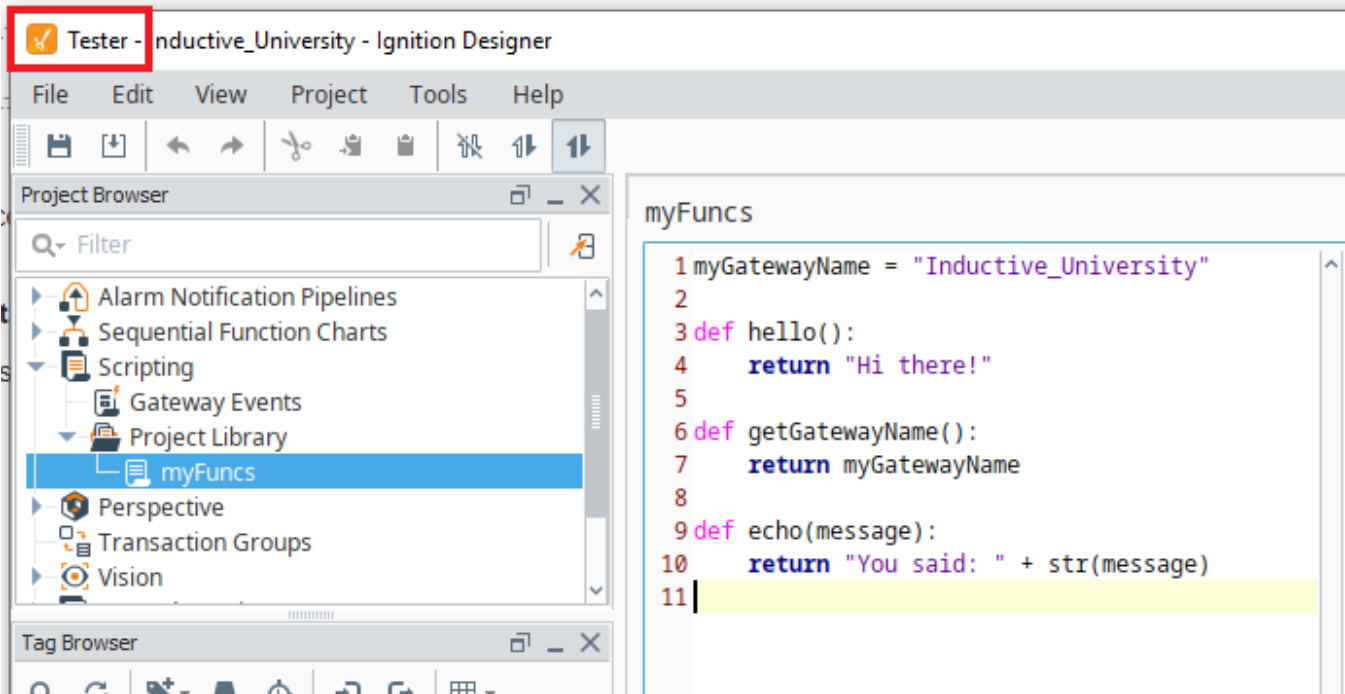 Tester - Inductive_University - Ignition Designer
File Edit View Project Tools Help
Project Browser
Filter
Alarm Notification Pipelines
Sequential Function Charts
Scripting
Gateway Events
Project Library
myFuncs
Perspective
Transaction Groups
Vision
Tag Browser
myFuncs
1 myGatewayName = "Inductive_University"
2
3 def hello():
4     return "Hi there!"
5
6 def getGatewayName():
7     return myGatewayName
8
9 def echo(message):
10     return "You said: " + str(message)
11